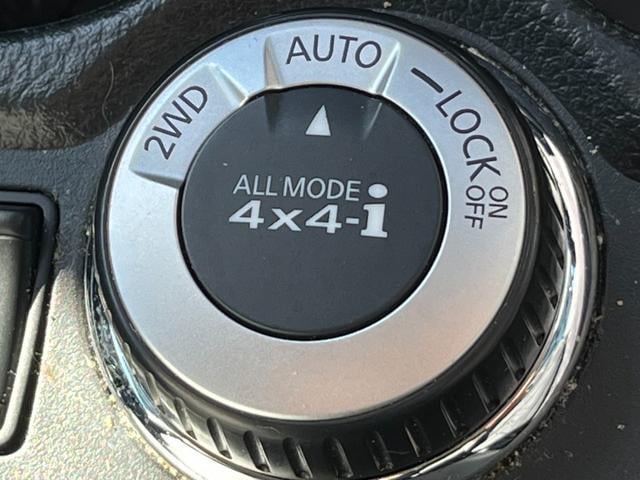 2WD
AUTO
LOCK ON
OFF
ALL MODE
4x4-i